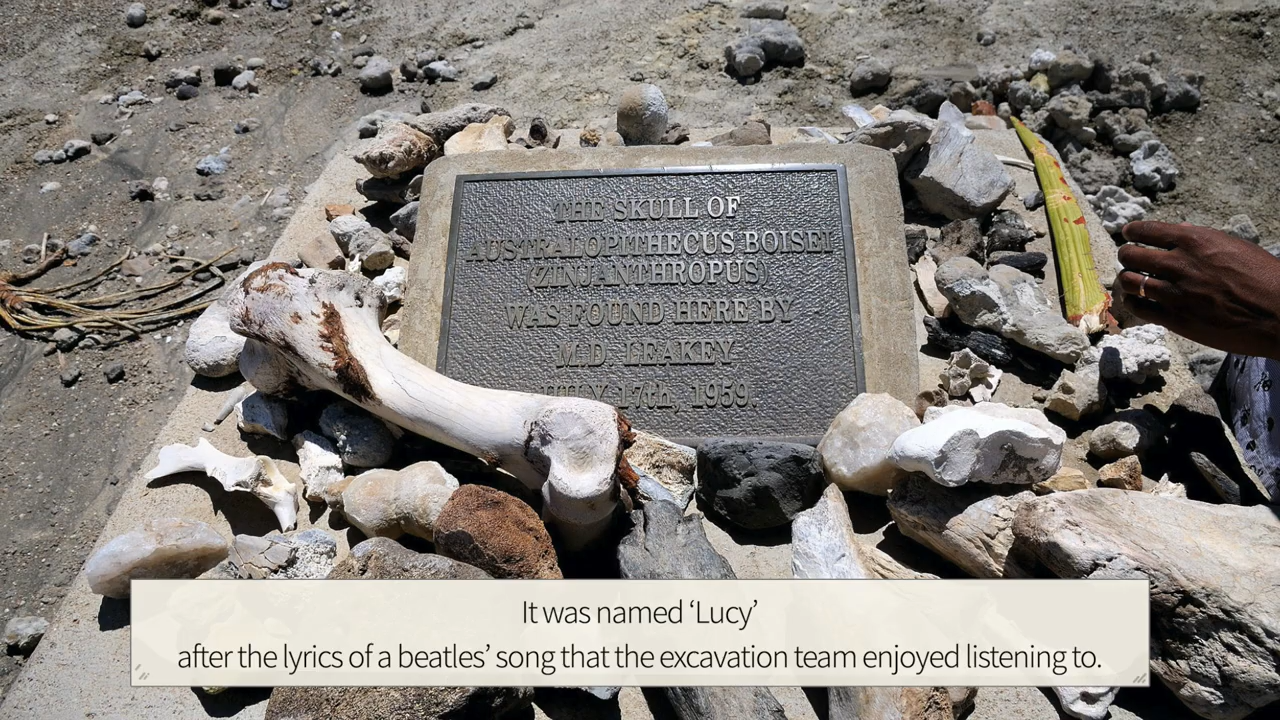 THE SKULL OF
AUSTRALOPITHECUS BOISEI
(ZINJANTHROPUS)
WAS FOUND HERE BY
M.D. LEAKEY
JULY 17th, 1959.
It was named ‘Lucy’
after the lyrics of a beatles’ song that the excavation team enjoyed listening to.